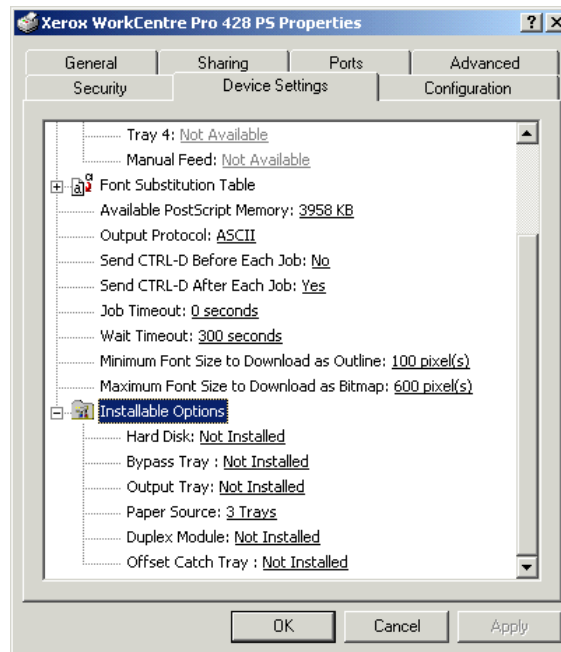 Xerox WorkCentre Pro 428 PS Properties
General Sharing Ports Advanced
Security Device Settings Configuration
Tray 4: Not Available
Manual Feed: Not Available
Font Substitution Table
Available PostScript Memory: 3958 KB
Output Protocol: ASCII
Send CTRL-D Before Each Job: No
Send CTRL-D After Each Job: Yes
Job Timeout: 0 seconds
Wait Timeout: 300 seconds
Minimum Font Size to Download as Outline: 100 pixel(s)
Maximum Font Size to Download as Bitmap: 600 pixel(s)
Installable Options
Hard Disk: Not Installed
Bypass Tray : Not Installed
Output Tray: Not Installed
Paper Source: 3 Trays
Duplex Module: Not Installed
Offset Catch Tray : Not Installed
OK Cancel Apply